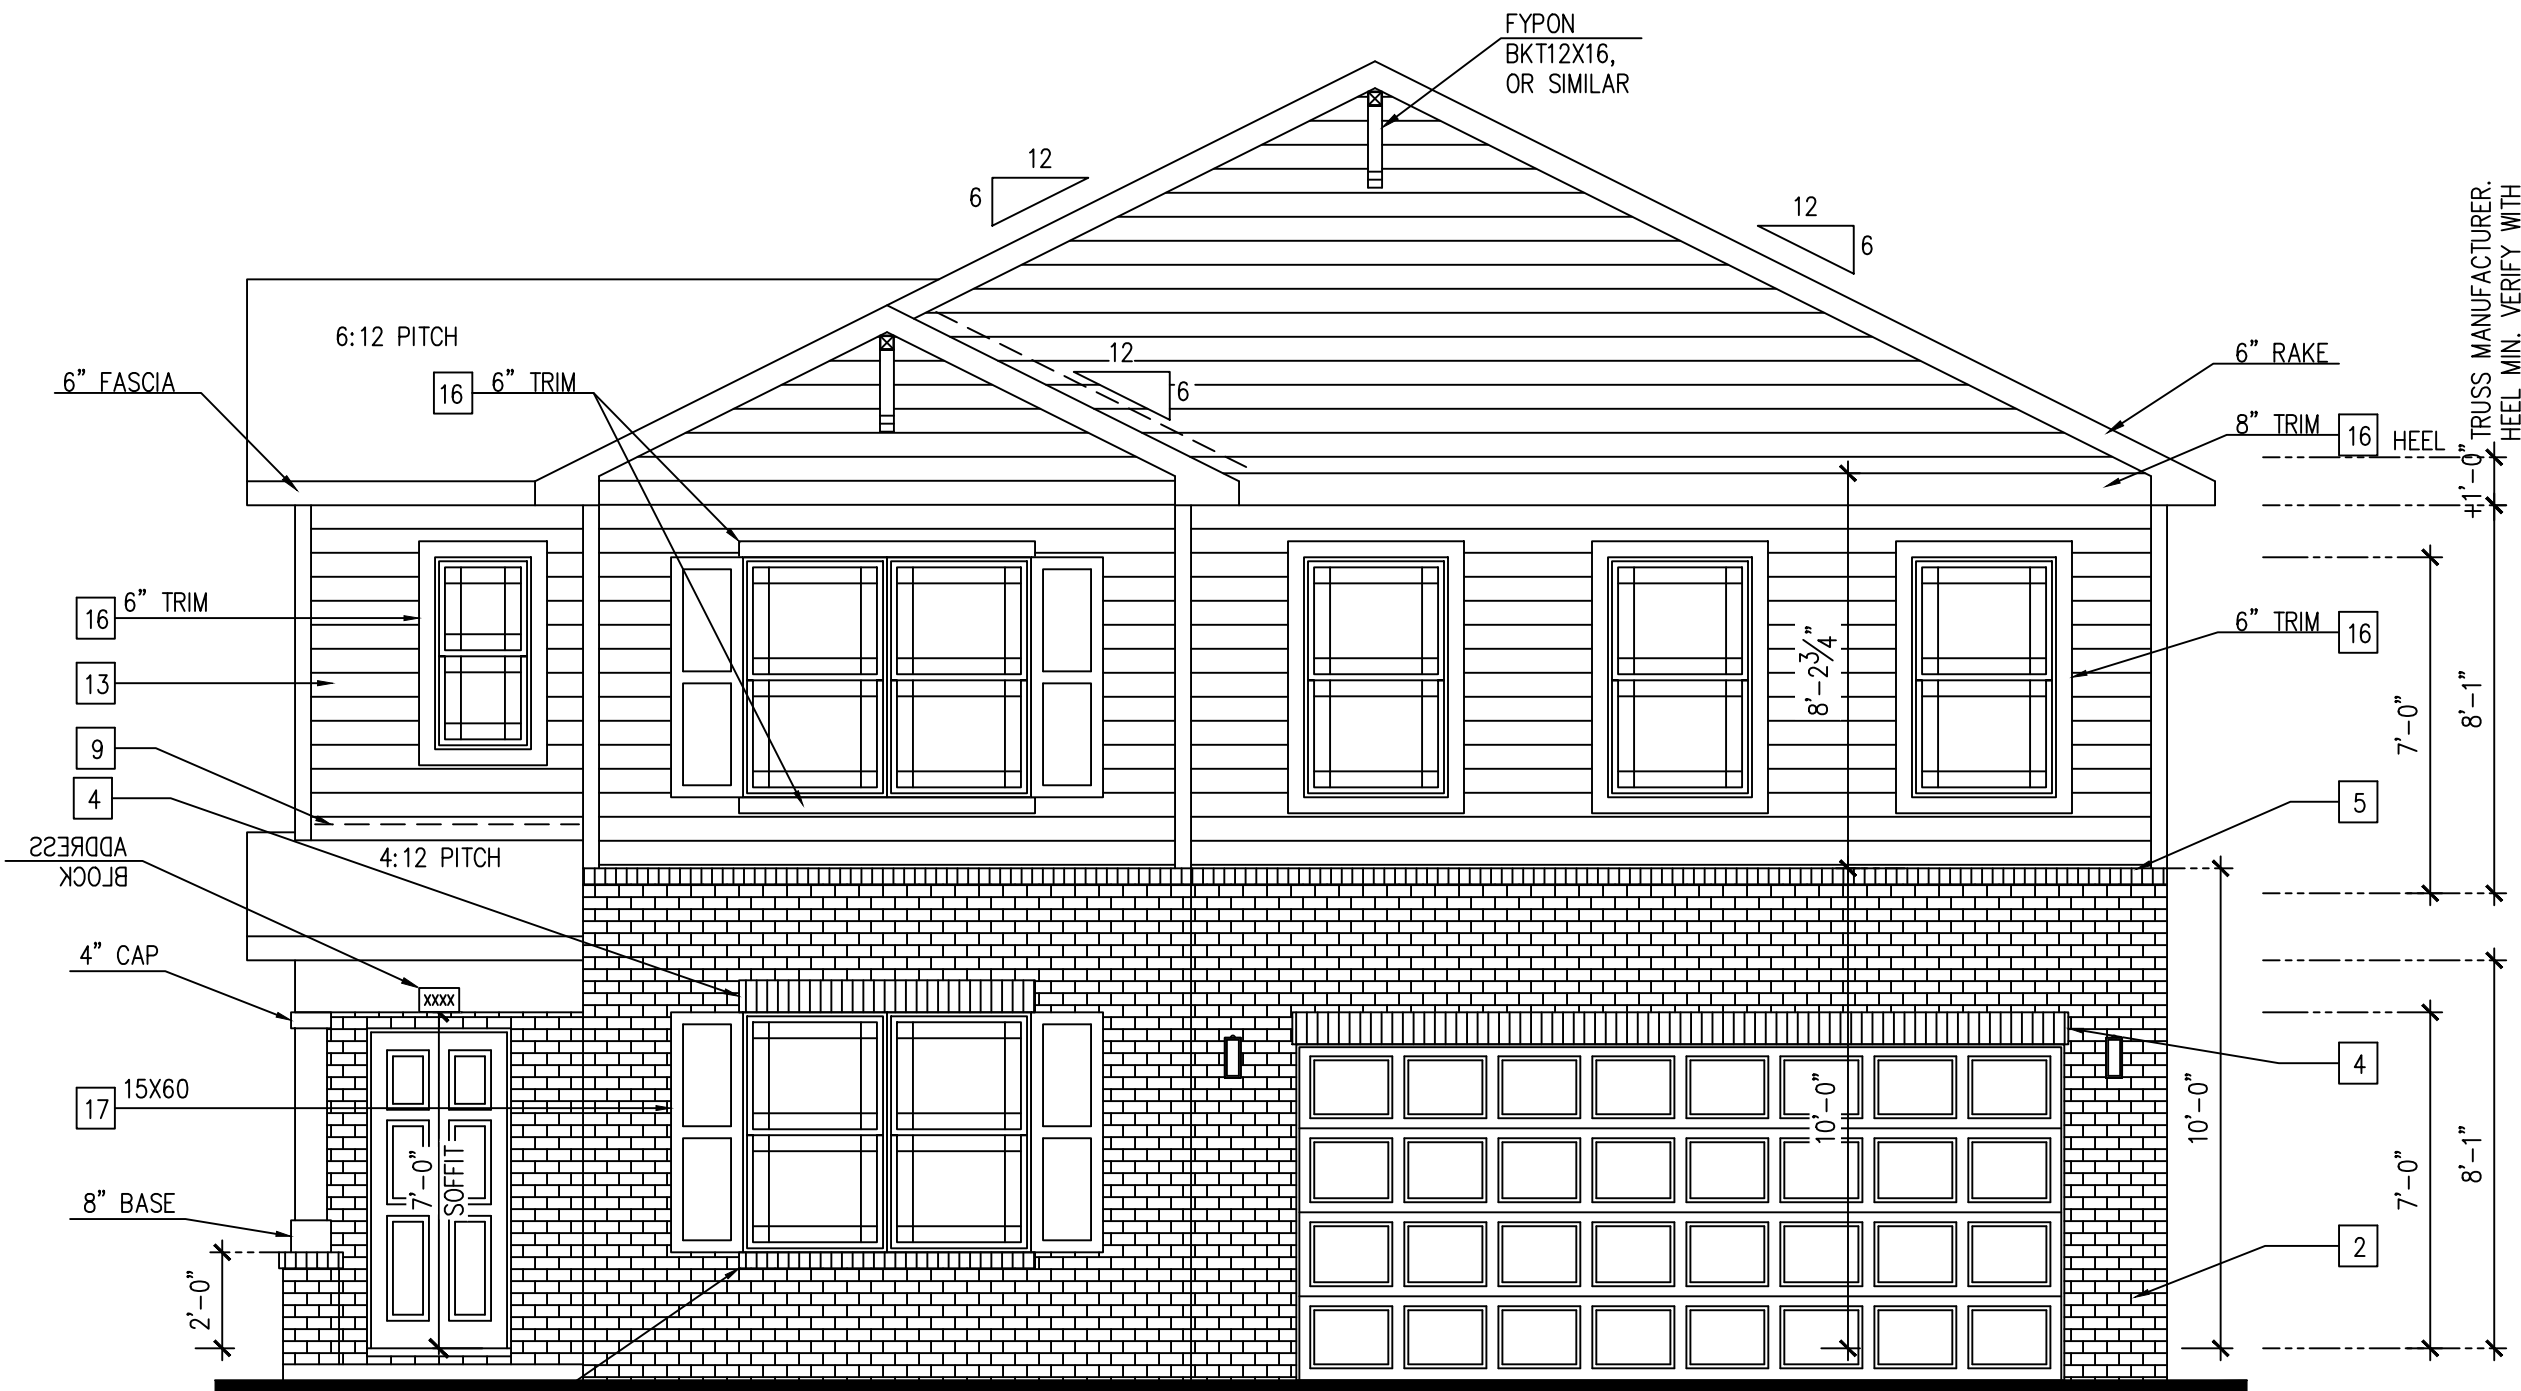 FYPON
BKT12X16,
OR SIMILAR
12
6
12
6
12
6
6:12 PITCH
6” FASCIA
16 6” TRIM
6” RAKE
8” TRIM 16
HEEL
+1'-0” TRUSS MANUFACTURER.
HEEL MIN. VERIFY WITH
16 6” TRIM
6” TRIM 16
13
8'-2 3/4”
7'-0”
8'-1”
9
4
5
ADDRESS
BLOCK
4:12 PITCH
4” CAP
XXXX
4
17 15X60
7'-0”
SOFFIT
10'-0”
10'-0”
7'-0”
8'-1”
8” BASE
2
2'-0”